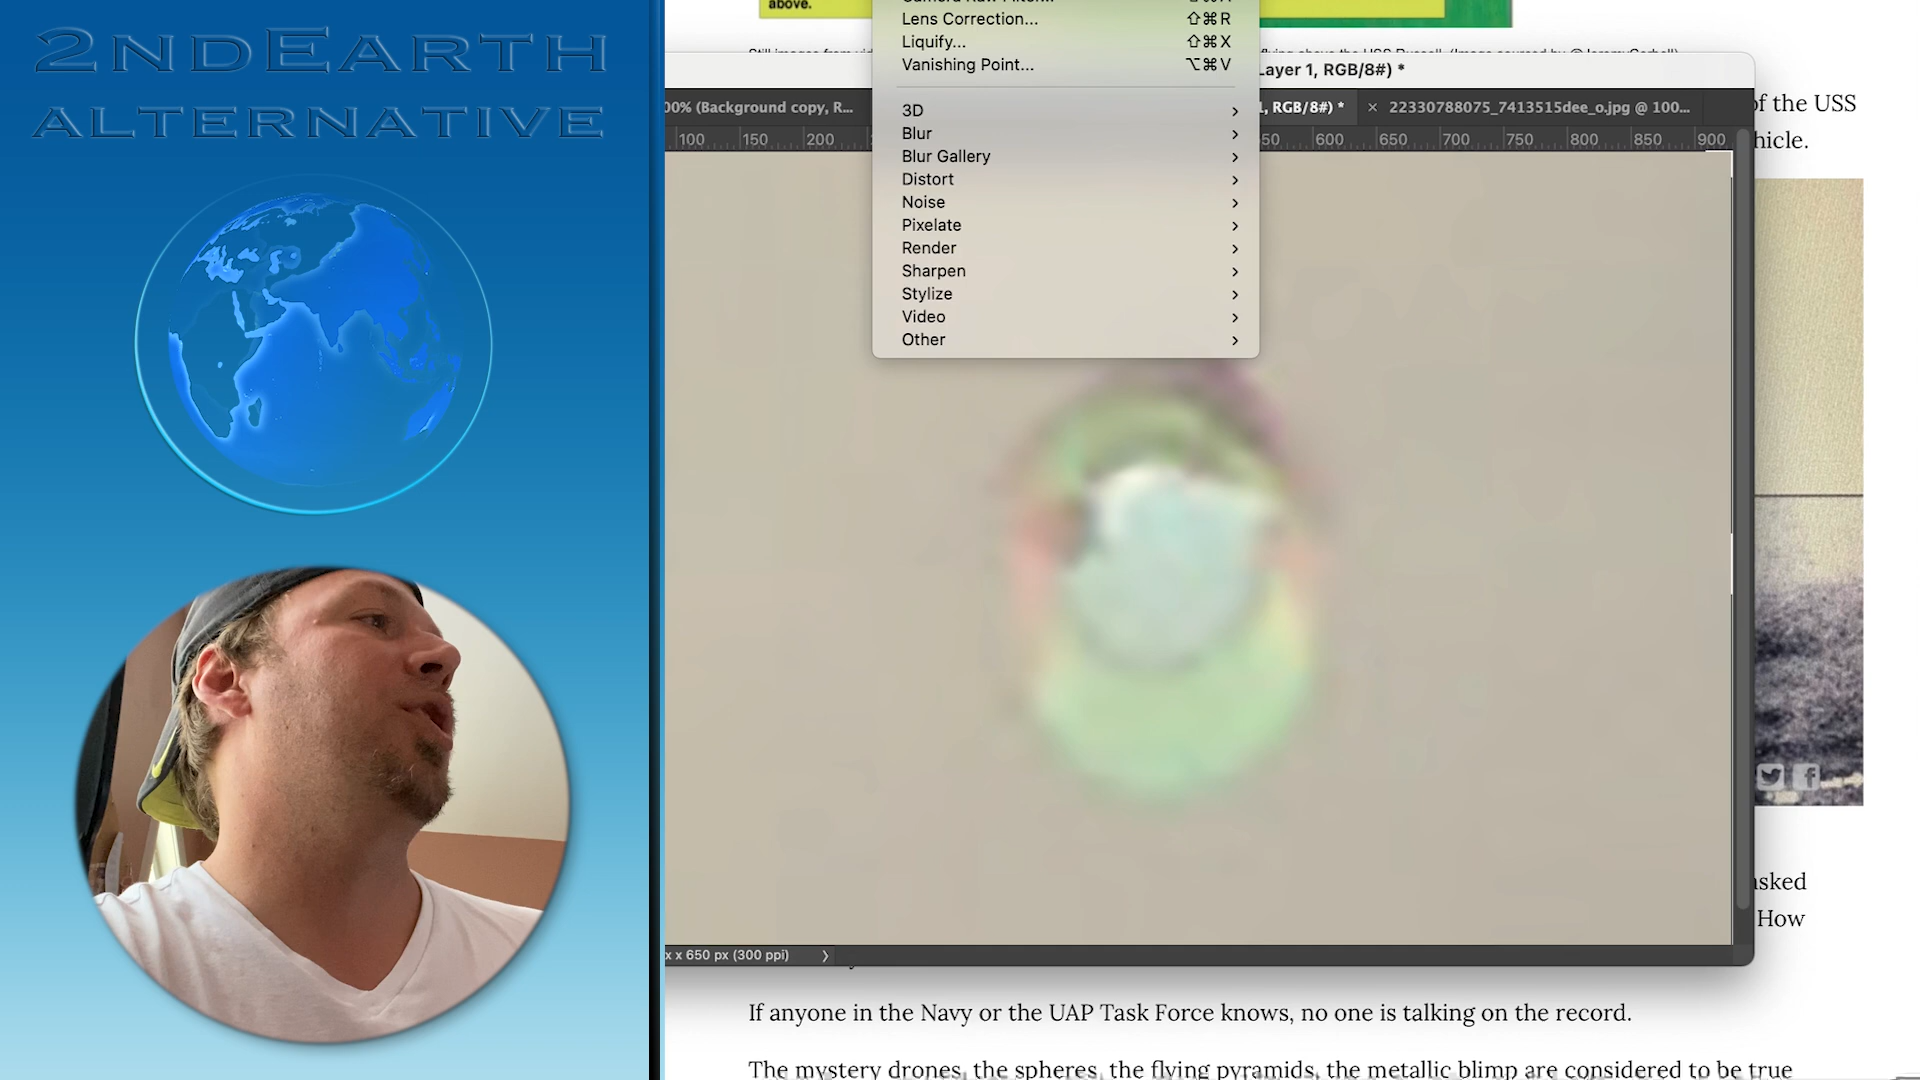 2NDEARTH
ALTERNATIVE
above.
Lens Correction... ⇧⌘R
Liquify... ⇧⌘X
Vanishing Point... ⌥⌘V
3D
Blur
Blur Gallery
Distort
Noise
Pixelate
Render
Sharpen
Stylize
Video
Other
Layer 1, RGB/8#) *
00% (Background copy, R...
1, RGB/8#) *
× 22330788075_7413515dee_o.jpg @ 100...
100 150 200 50 600 650 700 750 800 850 900
of the USS
hicle.
x x 650 px (300 ppi)
asked
How
If anyone in the Navy or the UAP Task Force knows, no one is talking on the record.
The mystery drones, the spheres, the flying pyramids, the metallic blimp are considered to be true